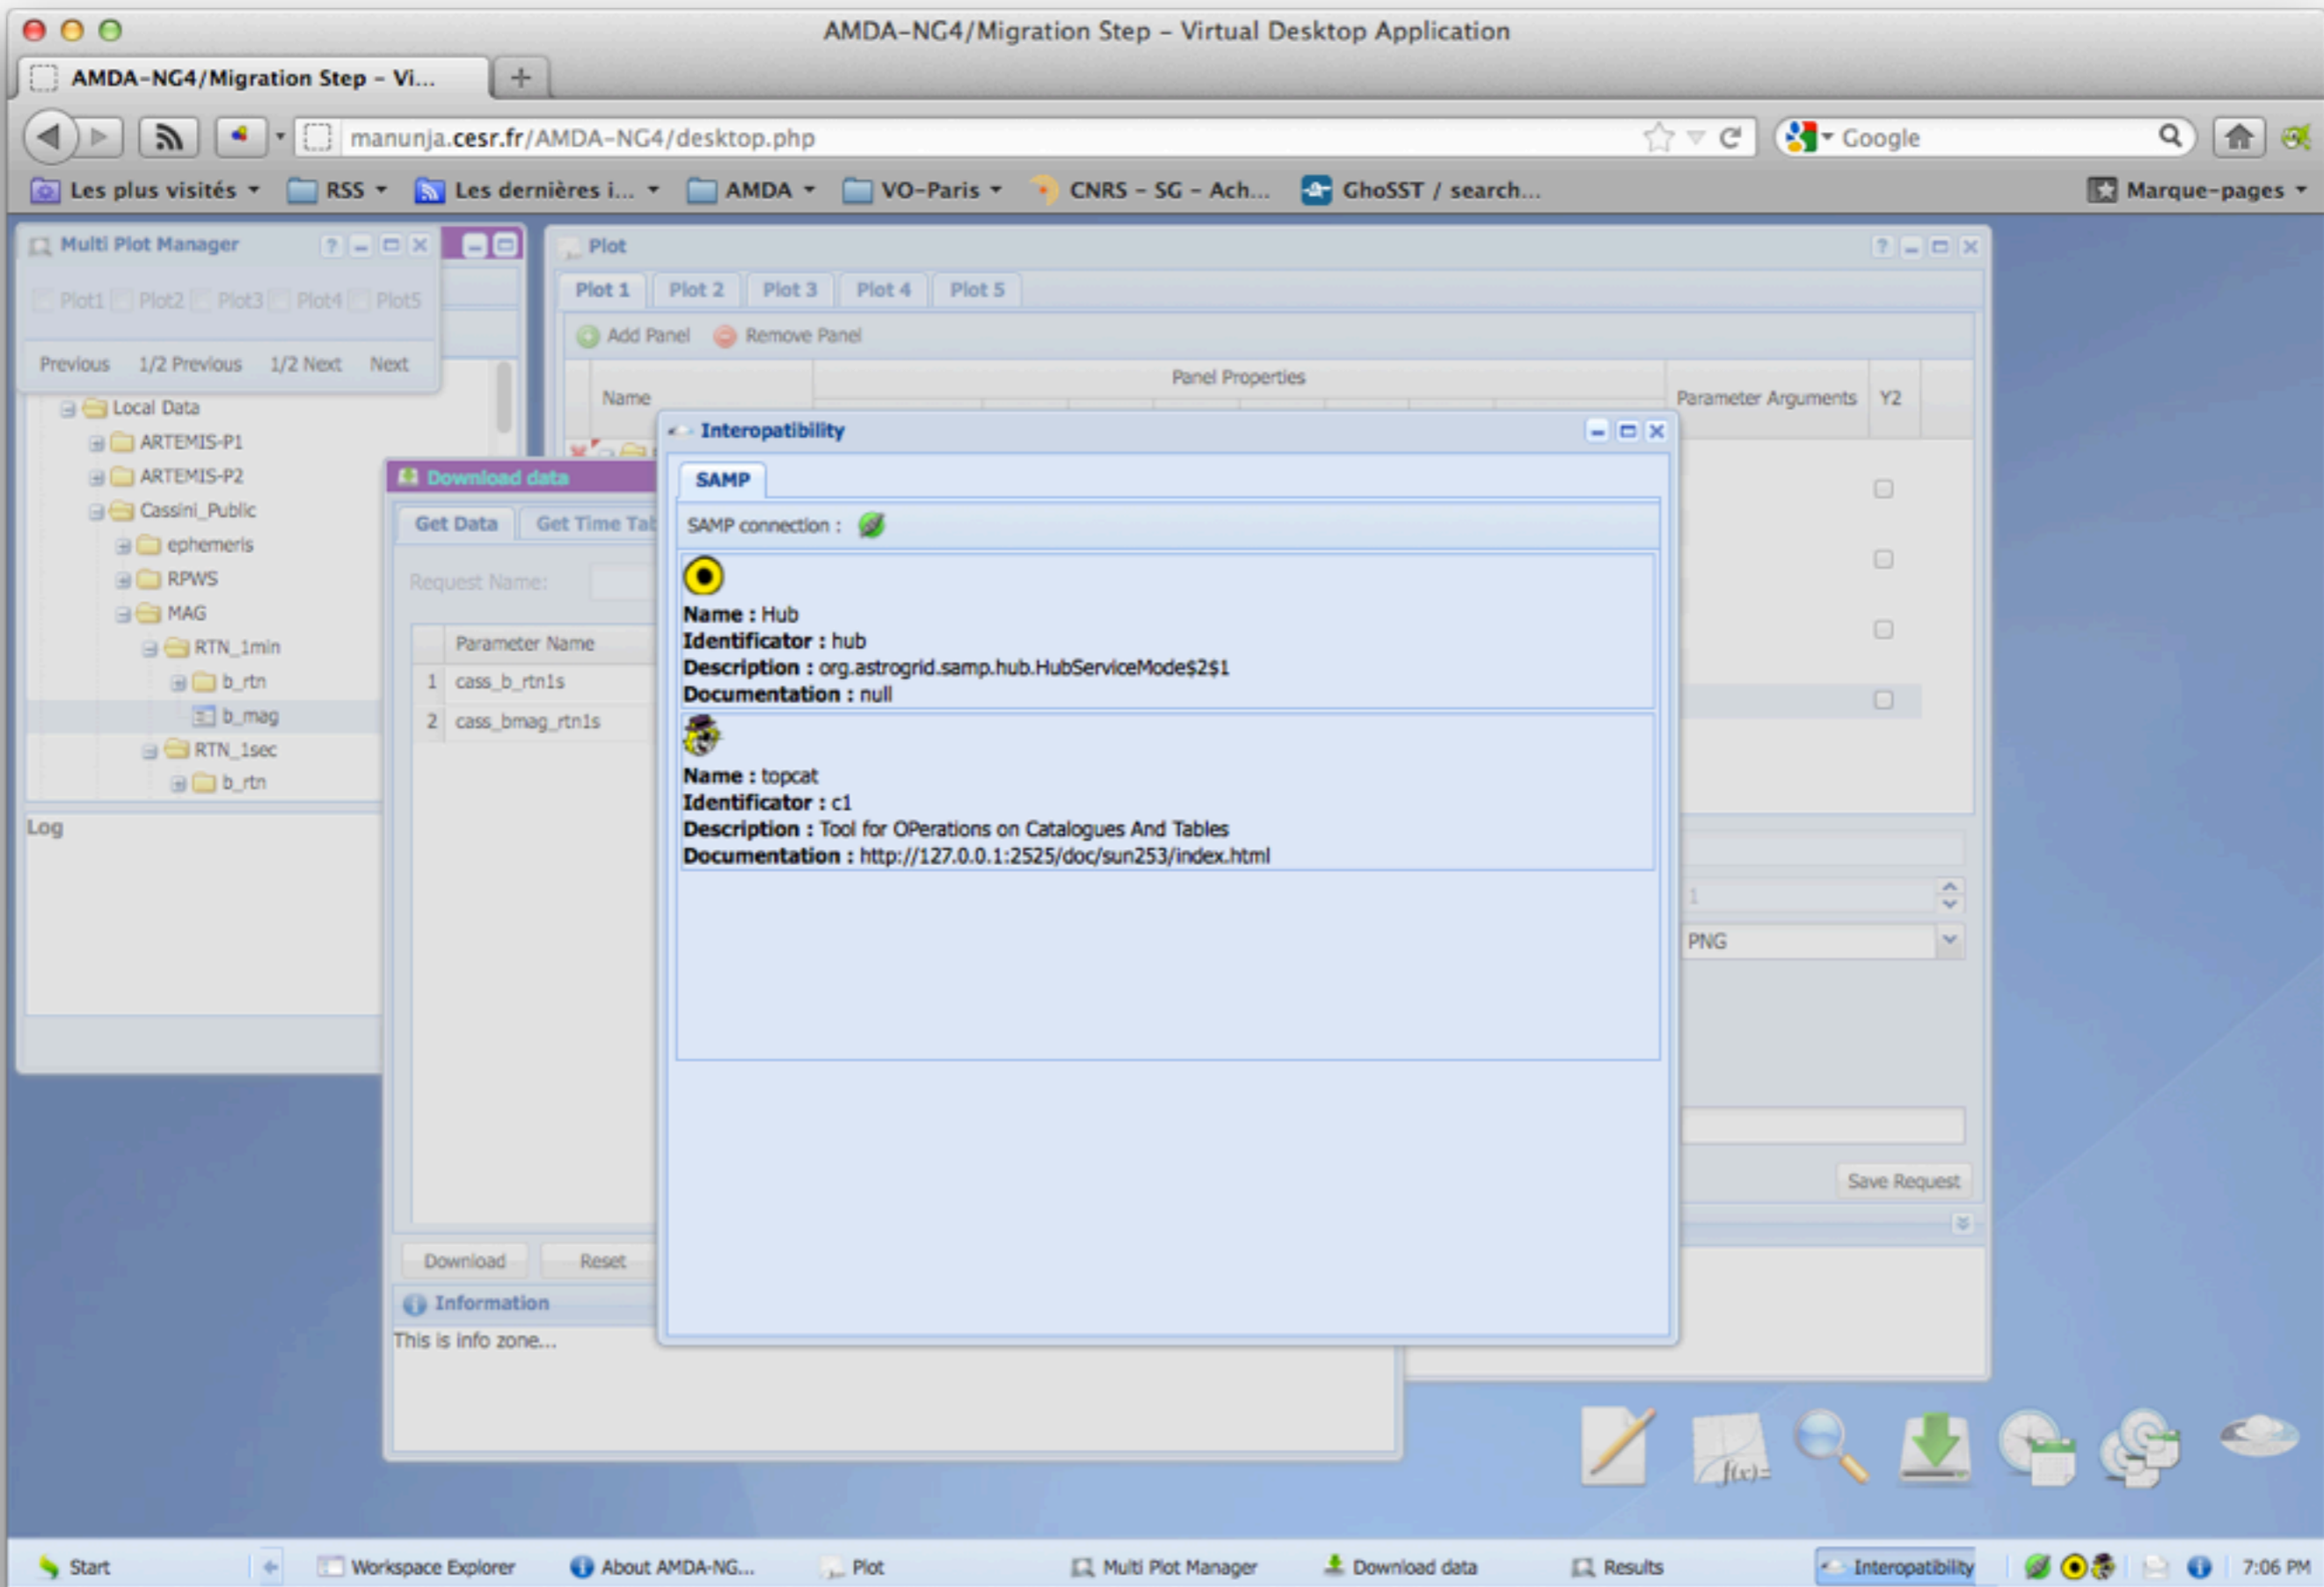 AMDA-NG4/Migration Step – Virtual Desktop Application
AMDA-NG4/Migration Step – Vi...
manunja.cesr.fr/AMDA-NG4/desktop.php
Google
Les plus visités
RSS
Les dernières i...
AMDA
VO-Paris
CNRS – SG – Ach...
GhoSST / search...
Marque-pages
Multi Plot Manager
Plot1 Plot2 Plot3 Plot4 Plot5
Previous 1/2 Previous 1/2 Next Next
Local Data
ARTEMIS-P1
ARTEMIS-P2
Cassini_Public
ephemeris
RPWS
MAG
RTN_1min
b_rtn
b_mag
RTN_1sec
b_rtn
Log
Plot
Plot 1 Plot 2 Plot 3 Plot 4 Plot 5
Add Panel Remove Panel
Name
Panel Properties
Parameter Arguments
Y2
1
PNG
Save Request
Download data
Get Data Get Time Tab
Request Name:
Parameter Name
1 cass_b_rtn1s
2 cass_bmag_rtn1s
Download Reset
Information
This is info zone...
Interopatibility
SAMP
SAMP connection :
Name : Hub
Identificator : hub
Description : org.astrogrid.samp.hub.HubServiceMode$2$1
Documentation : null
Name : topcat
Identificator : c1
Description : Tool for OPerations on Catalogues And Tables
Documentation : http://127.0.0.1:2525/doc/sun253/index.html
f(x)=
Start
Workspace Explorer
About AMDA-NG...
Plot
Multi Plot Manager
Download data
Results
Interopatibility
7:06 PM